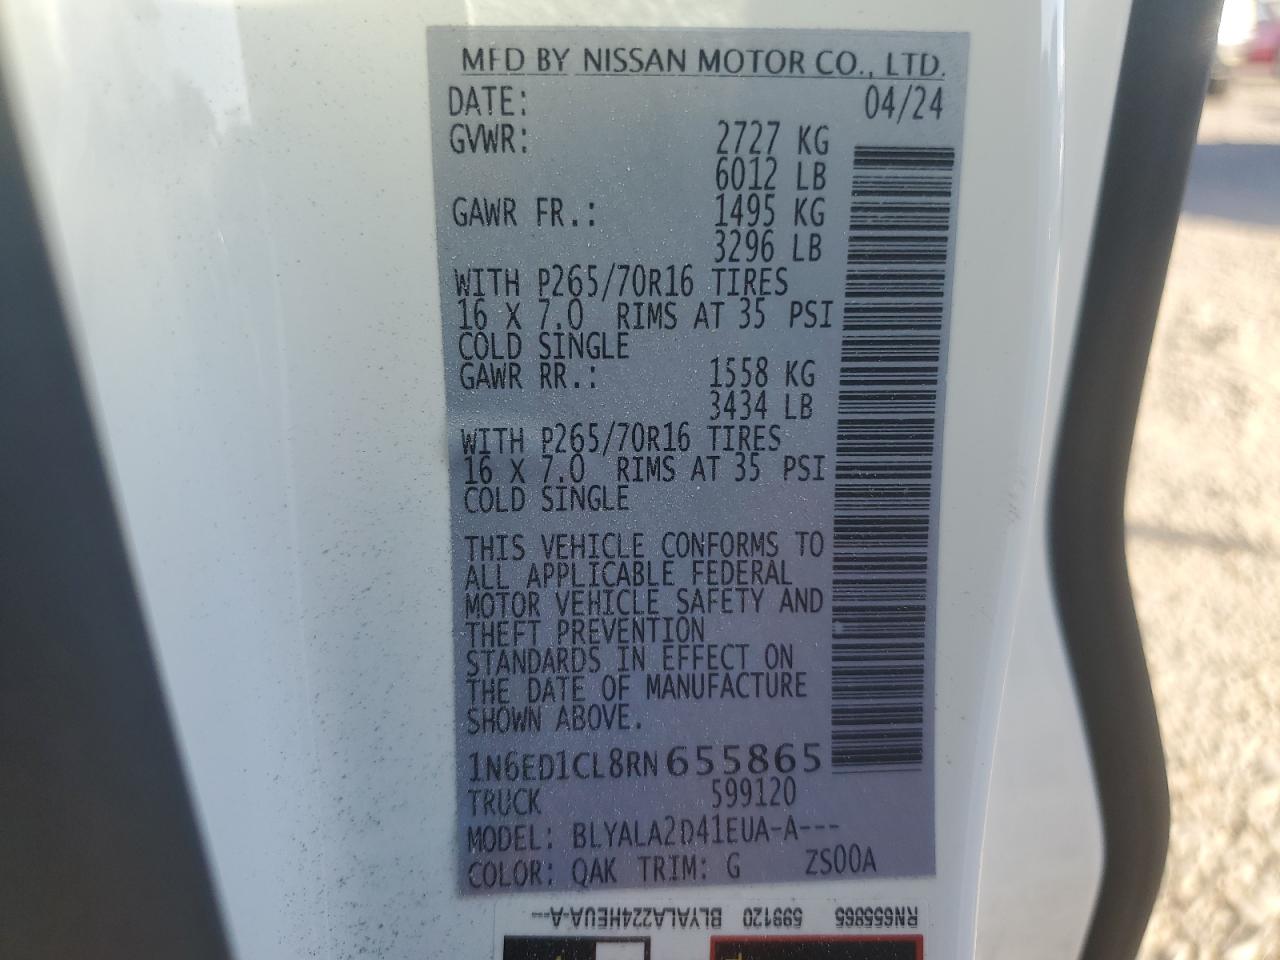 MFD BY NISSAN MOTOR CO., LTD.
DATE: 04/24
GVWR: 2727 KG
6012 LB
GAWR FR.: 1495 KG
3296 LB
WITH P265/70R16 TIRES
16 X 7.0 RIMS AT 35 PSI
COLD SINGLE
GAWR RR.: 1558 KG
3434 LB
WITH P265/70R16 TIRES
16 X 7.0 RIMS AT 35 PSI
COLD SINGLE
THIS VEHICLE CONFORMS TO
ALL APPLICABLE FEDERAL
MOTOR VEHICLE SAFETY AND
THEFT PREVENTION
STANDARDS IN EFFECT ON
THE DATE OF MANUFACTURE
SHOWN ABOVE.
1N6ED1CL8RN655865
TRUCK 599120
MODEL: BLYALA2D41EUA-A---
COLOR: QAK TRIM: G ZS00A
RN655865 599120 BLYALAZZ4HEUA-A---